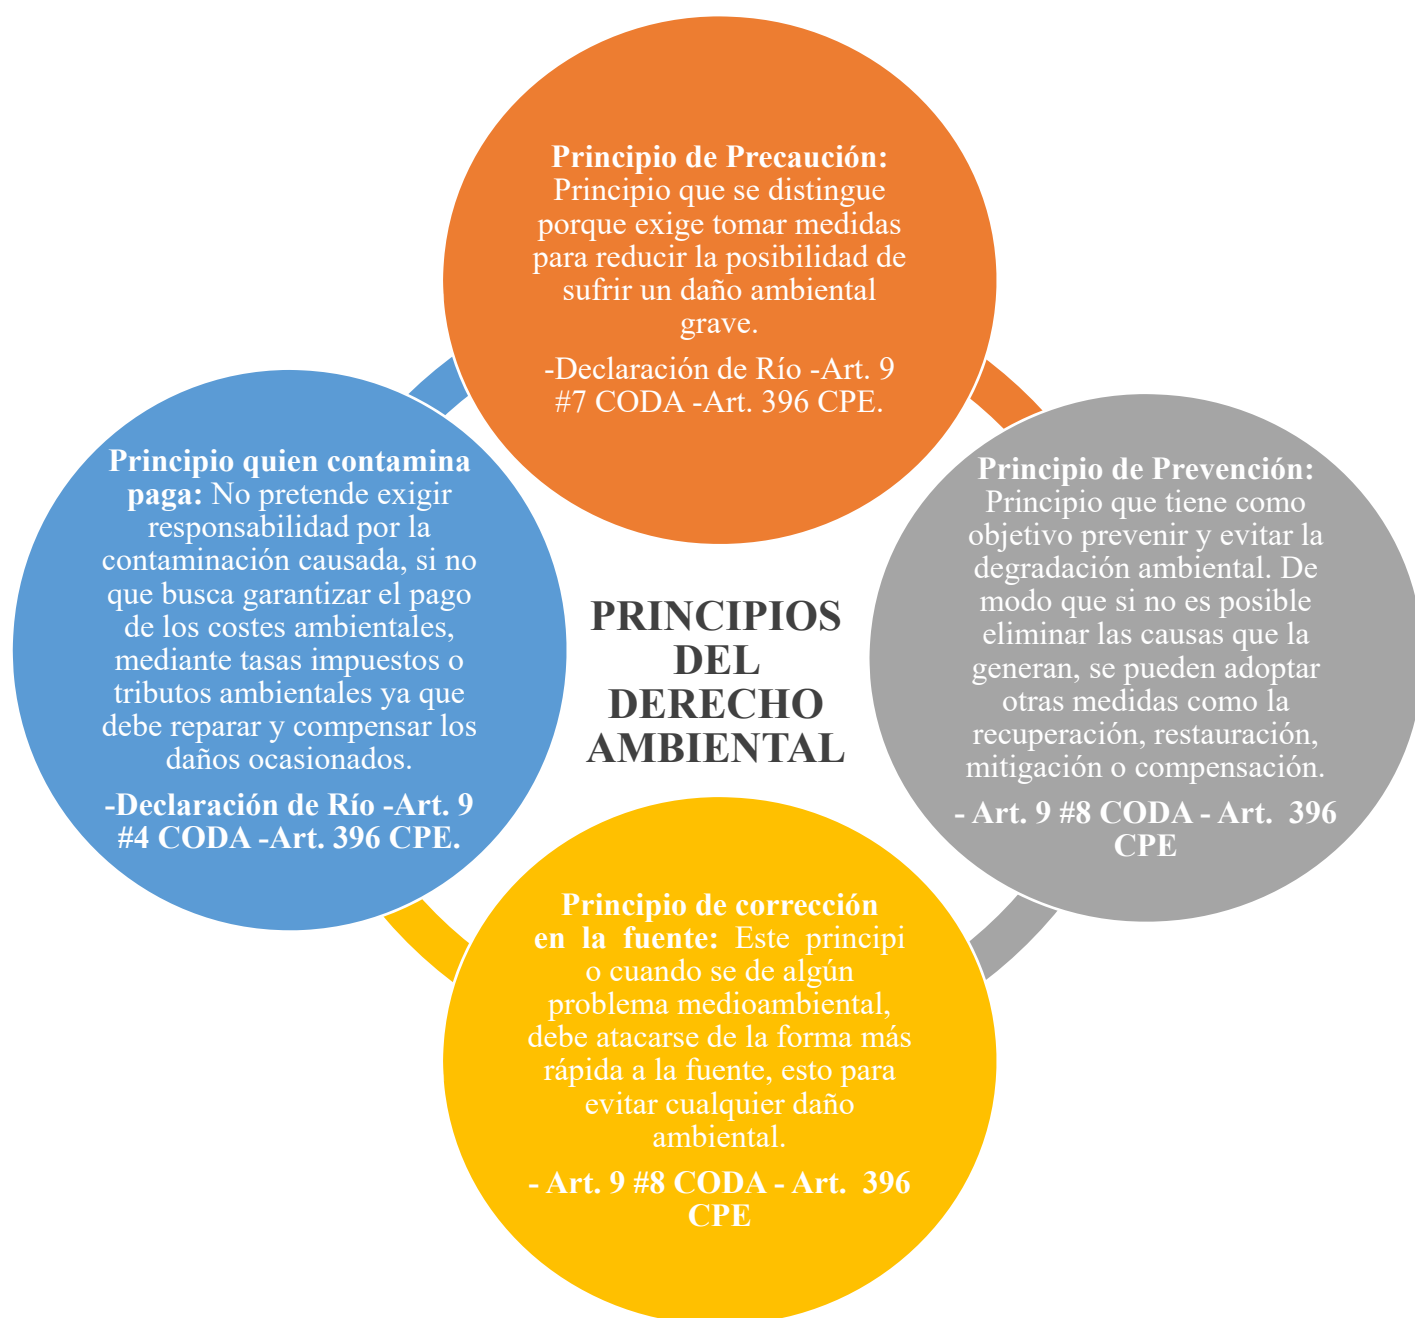 Principio de Precaución:
Principio que se distingue
porque exige tomar medidas
para reducir la posibilidad de
sufrir un daño ambiental
grave.
-Declaración de Río -Art. 9
#7 CODA -Art. 396 CPE.
Principio de Prevención:
Principio que tiene como
objetivo prevenir y evitar la
degradación ambiental. De
modo que si no es posible
eliminar las causas que la
generan, se pueden adoptar
otras medidas como la
recuperación, restauración,
mitigación o compensación.
- Art. 9 #8 CODA - Art. 396
CPE
Principio de corrección
en la fuente: Este principi
o cuando se de algún
problema medioambiental,
debe atacarse de la forma más
rápida a la fuente, esto para
evitar cualquier daño
ambiental.
- Art. 9 #8 CODA - Art. 396
CPE
Principio quien contamina
paga: No pretende exigir
responsabilidad por la
contaminación causada, si no
que busca garantizar el pago
de los costes ambientales,
mediante tasas impuestos o
tributos ambientales ya que
debe reparar y compensar los
daños ocasionados.
-Declaración de Río -Art. 9
#4 CODA -Art. 396 CPE.
PRINCIPIOS
DEL
DERECHO
AMBIENTAL